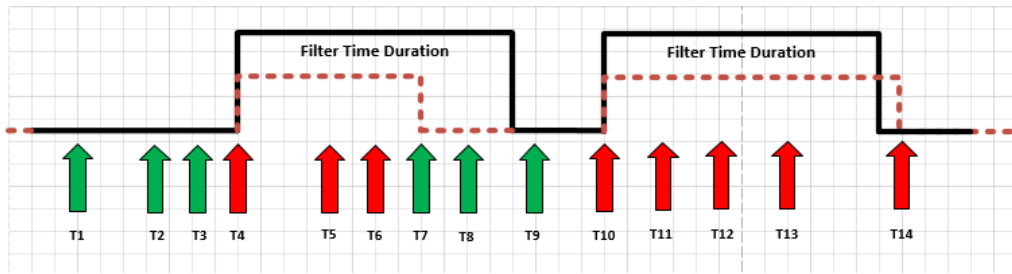 Filter Time Duration Filter Time Duration
T1 T2 T3 T4 T5 T6 T7 T8 T9 T10 T11 T12 T13 T14